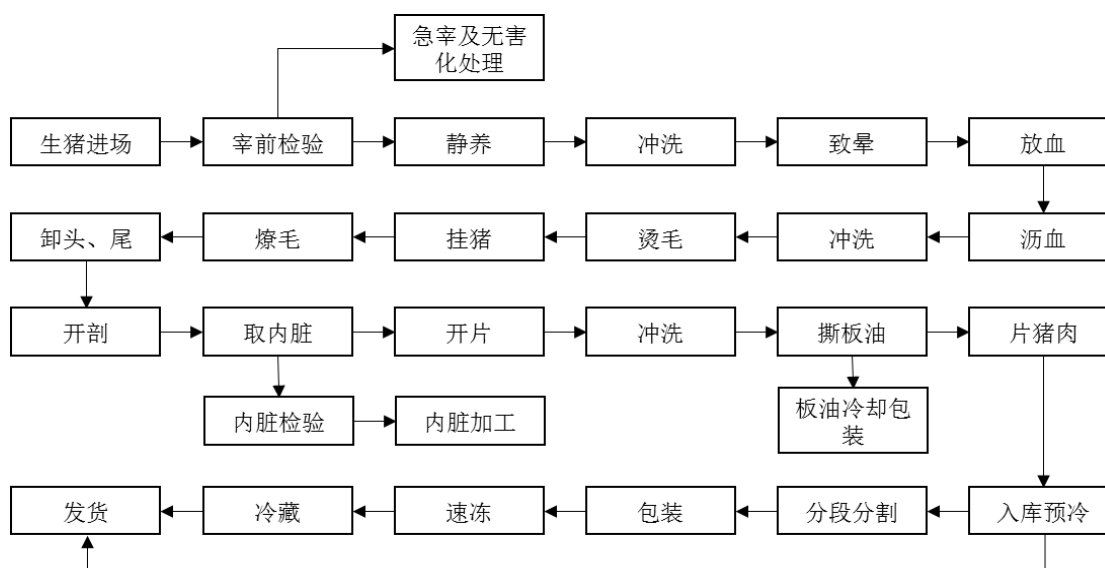 急宰及无害
化处理
生猪进场
宰前检验
静养
冲洗
致晕
放血
卸头、尾
燎毛
挂猪
烫毛
冲洗
沥血
开剖
取内脏
开片
冲洗
撕板油
片猪肉
内脏检验
内脏加工
板油冷却包
装
发货
冷藏
速冻
包装
分段分割
入库预冷